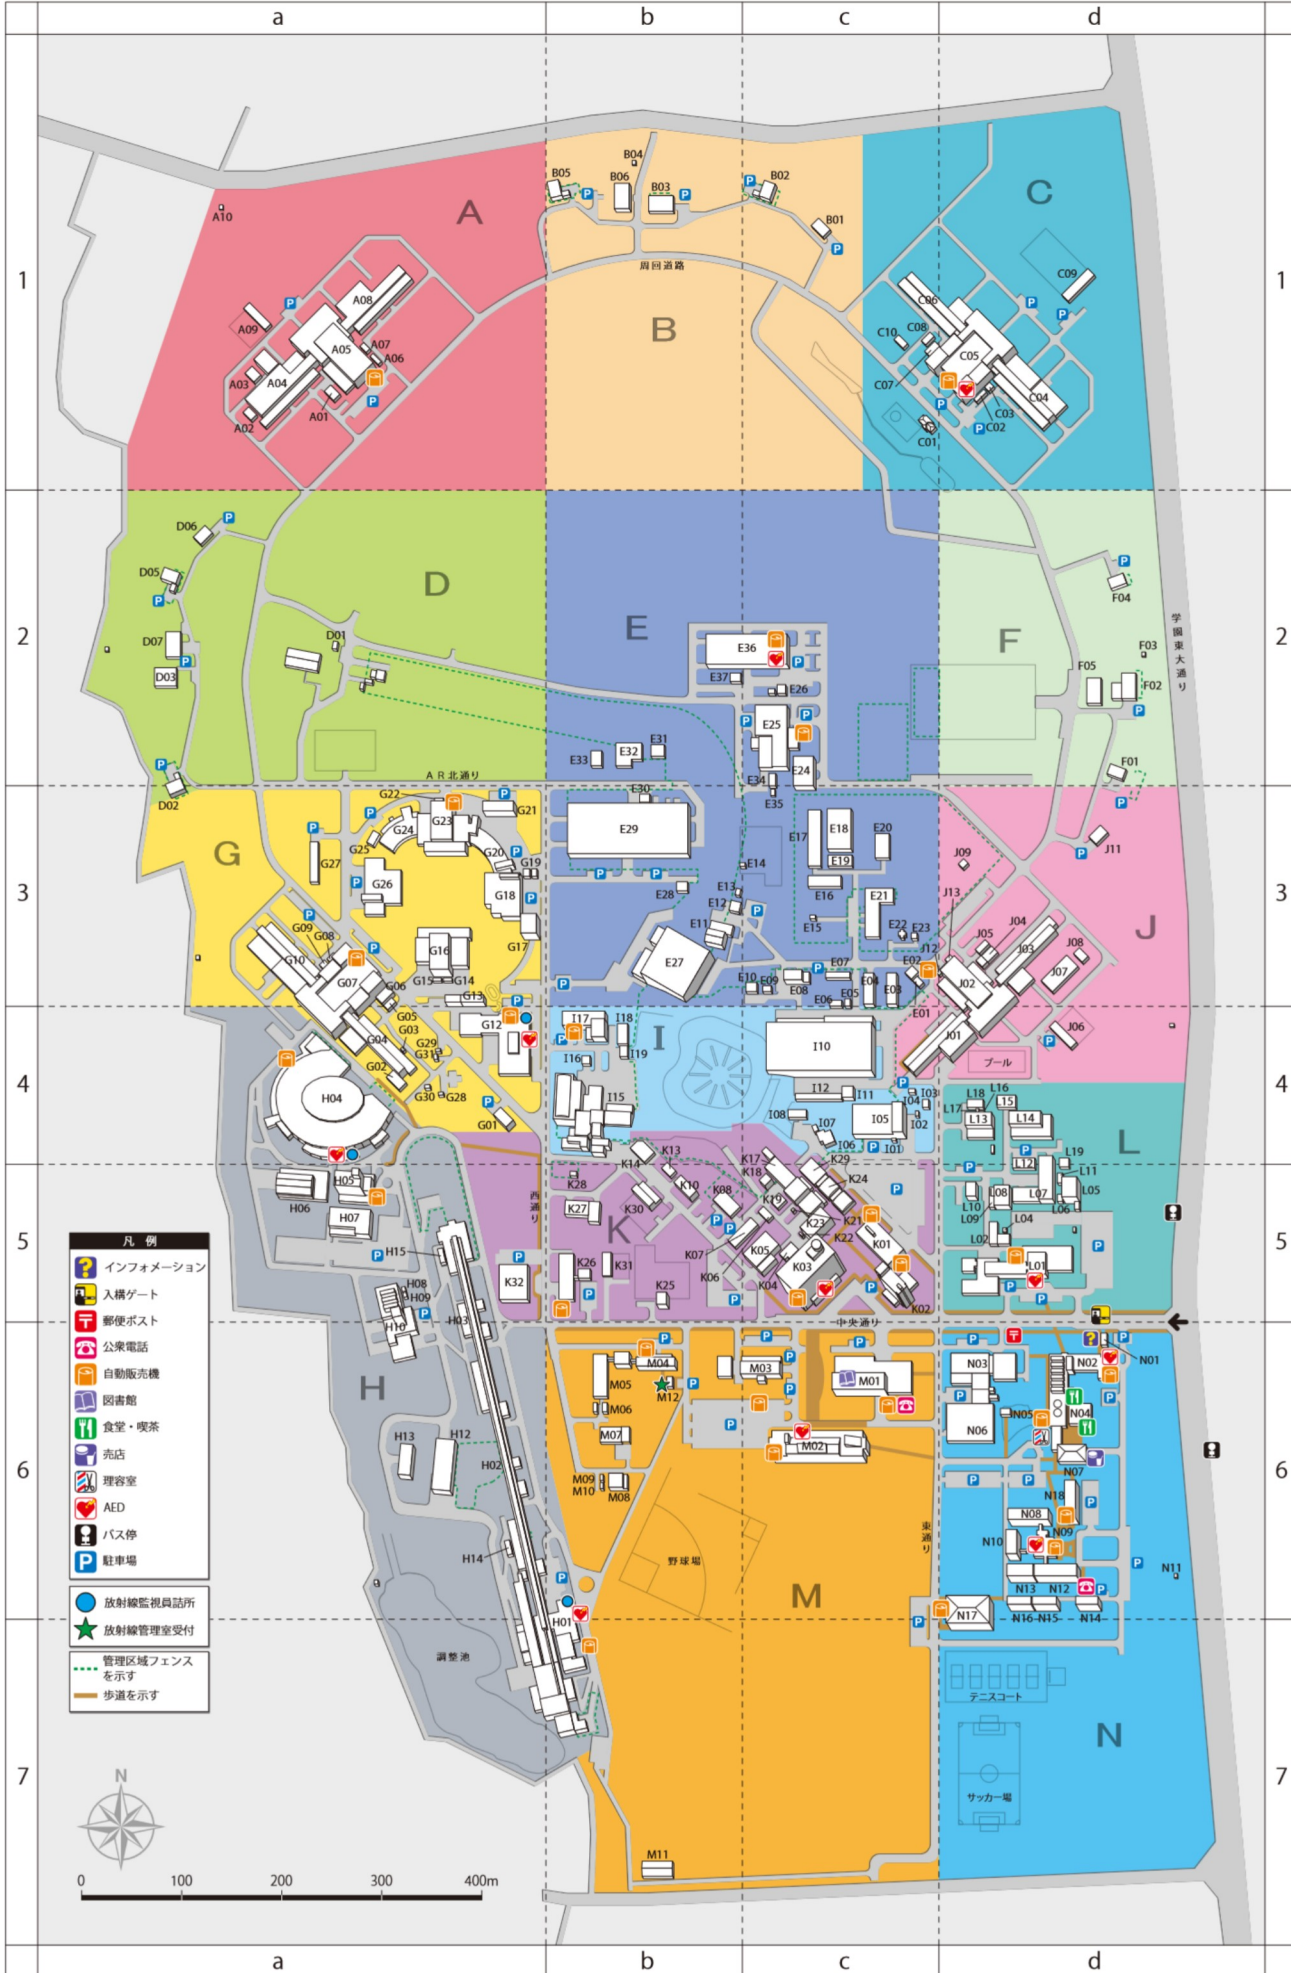 a b c d
1 1
2 2
3 3
4 4
5 5
6 6
7 7
A
A10
A09
A08
A07
A06
A05
A04
A03
A02
A01
B
B05
B04
B06
B03
B02
B01
周回道路
C
C09
C06
C08
C10
C05
C07
C04
C03
C02
C01
D
D06
D05
D07
D03
D01
D02
AR北通り
E
E36
E37
E26
E25
E24
E34
E35
E33
E32
E31
E30
E29
E28
E27
E17
E18
E19
E20
E14
E16
E13
E12
E11
E15
E21
E22
E23
E10
E09
E08
E07
E06
E05
E04
E03
E02
E01
F
F04
F03
F05
F02
F01
学園東大通り
G
G22
G23
G21
G24
G25
G20
G19
G27
G26
G18
G17
G09
G08
G10
G16
G07
G15
G14
G06
G13
G05
G12
G03
G04
G29
G31
G02
G30
G28
G01
J
J11
J09
J13
J12
J04
J05
J03
J08
J07
J02
J01
J06
プール
I
I17
I18
I16
I19
I15
I10
I12
I11
I08
I07
I06
I05
I04
I03
I02
I01
H
H04
H05
H06
H07
H15
H08
H09
H10
H03
H13
H12
H02
H14
H01
調整池
西通り
K
K14
K13
K28
K27
K30
K10
K08
K17
K18
K19
K29
K24
K21
K23
K22
K01
K07
K06
K05
K04
K03
K02
K26
K31
K25
K32
中央通り
L
L18
L16
L17
L15
L13
L14
L12
L19
L11
L10
L08
L07
L05
L09
L06
L04
L02
L01
M
M04
M03
M05
M12
M06
M07
M09
M10
M08
M01
M02
M11
野球場
東通り
N
N01
N03
N02
N05
N04
N06
N07
N18
N08
N09
N10
N13
N12
N11
N17
N16
N15
N14
テニスコート
サッカー場
凡例
インフォメーション
入構ゲート
郵便ポスト
公衆電話
自動販売機
図書館
食堂・喫茶
売店
理容室
AED
バス停
駐車場
放射線監視員詰所
放射線管理室受付
管理区域フェンス
を示す
歩道を示す
N
0 100 200 300 400m
a b c d